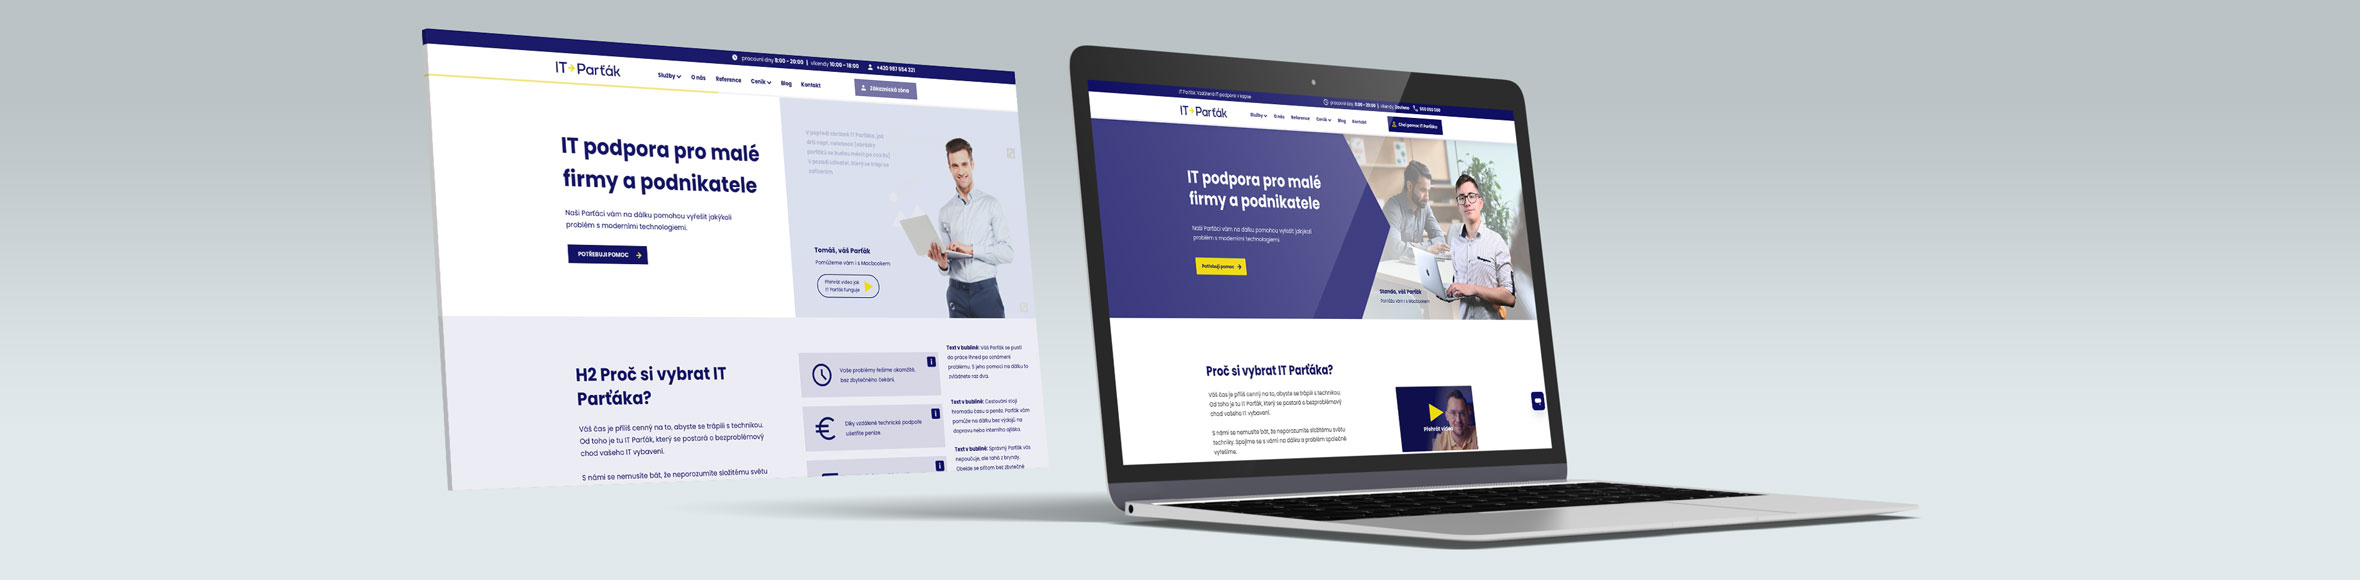 pracovní dny 8:00 - 20:00 | víkendy 10:00 - 18:00 +420 987 654 321
IT Parťák
Služby O nás Reference Ceník Blog Kontakt
Zákaznická zóna
IT podpora pro malé
firmy a podnikatele
Naši Parťáci vám na dálku pomohou vyřešit jakýkoli
problém s moderními technologiemi.
POTŘEBUJI POMOC
V popředí obrázek IT Parťáka, jak
Tomáš, váš Parťák
Pomůžeme vám i s Macbookem
Přehrát video jak
IT Parťák funguje
H2 Proč si vybrat IT
Parťáka?
Váš čas je příliš cenný na to, abyste se trápili s technikou.
Od toho je tu IT Parťák, který se postará o bezproblémový
chod vašeho IT vybavení.
S námi se nemusíte bát, že neporozumíte složitému světu
Vaše problémy řešíme okamžitě,
bez zbytečného čekání.
Díky vzdálené technické podpoře
ušetříte peníze.
Text v bublině: Váš Parťák se pustí
do práce ihned po oznámení
problému. S jeho pomocí na dálku to
zvládnete raz dva.
Text v bublině: Cestování stojí
hromadu času a peněz. Parťák vám
pomůže na dálku bez výdajů na
dopravu nebo interního ajťáka.
Text v bublině: Správný Parťák vás
nepoučuje, ale tahá z bryndy.
Obejde se přitom bez zbytečné
IT Parťák: Vzdálená IT podpora v kapse
pracovní dny 8:00 - 20:00 | víkendy
IT Parťák
Služby O nás Reference Ceník Blog Kontakt
Chci pomoc IT Parťáka
IT podpora pro malé
firmy a podnikatele
Naši Parťáci vám na dálku pomohou vyřešit jakýkoli
problém s moderními technologiemi
Potřebuji pomoc
Standa, váš Parťák
Pomůžu vám i s Macbookem
Proč si vybrat IT Parťáka?
Váš čas je příliš cenný na to, abyste se trápili s technikou.
Od toho je tu IT Parťák, který se postará o bezproblémový
chod vašeho IT vybavení.
S námi se nemusíte bát, že neporozumíte složitému světu
techniky. Spojíme se s vámi na dálku a problém společně
vyřešíme.
Přehrát video